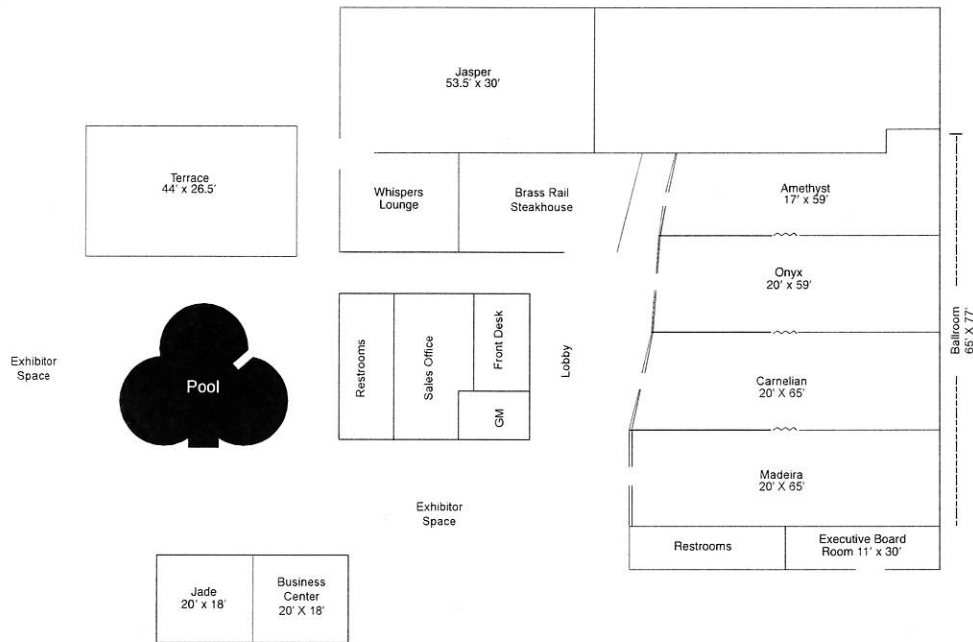 Jasper
53.5' x 30'
Terrace
44' x 26.5'
Whispers
Lounge
Brass Rail
Steakhouse
Amethyst
17' x 59'
Onyx
20' x 59'
Ballroom
65' X 77'
Exhibitor
Space
Pool
Restrooms
Sales Office
Front Desk
GM
Lobby
Carnelian
20' X 65'
Madeira
20' X 65'
Exhibitor
Space
Restrooms
Executive Board
Room 11' x 30'
Jade
20' x 18'
Business
Center
20' X 18'